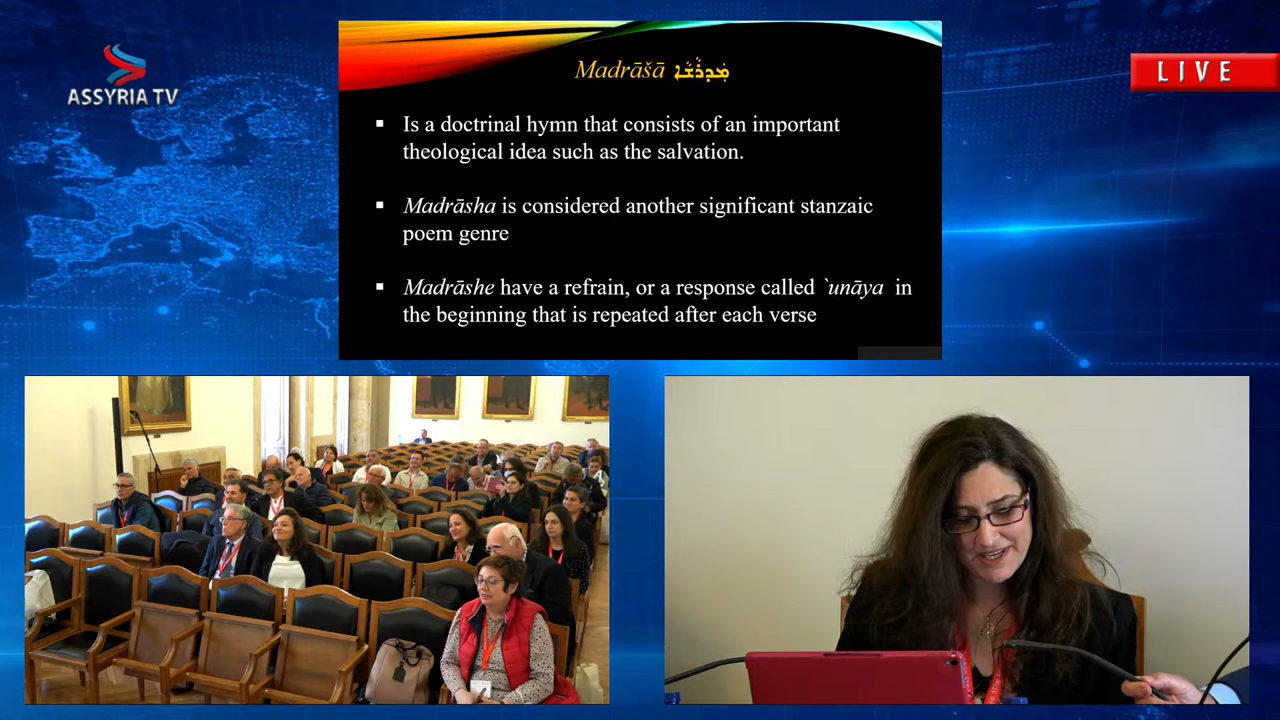 ASSYRIA TV
LIVE
Madrāšā ܡܲܕܪ̈ܵܫܹܐ
▪ Is a doctrinal hymn that consists of an important
theological idea such as the salvation.
▪ Madrāsha is considered another significant stanzaic
poem genre
▪ Madrāshe have a refrain, or a response called `unāya in
the beginning that is repeated after each verse